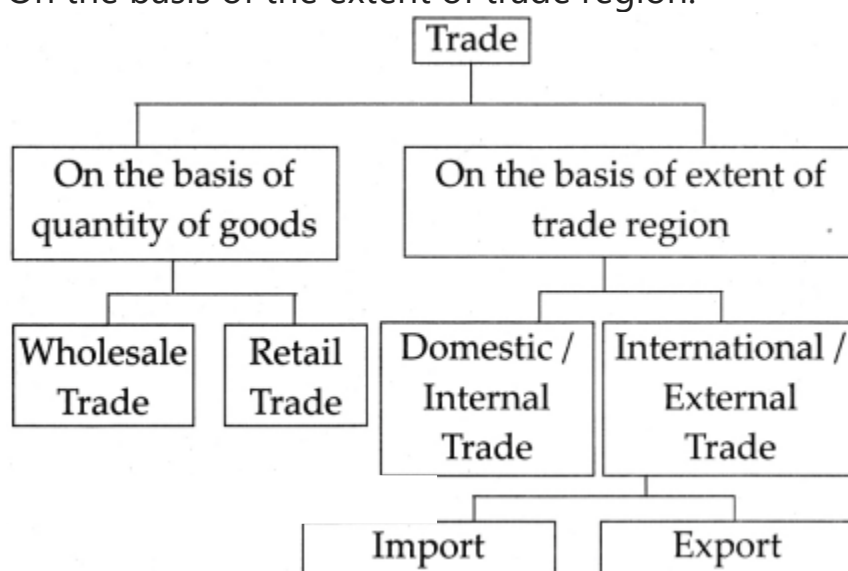 On the basis of the extent of trade region.
Trade
On the basis of
quantity of goods
On the basis of extent of
trade region
Wholesale
Trade
Retail
Trade
Domestic /
Internal
Trade
International /
External
Trade
Import
Export